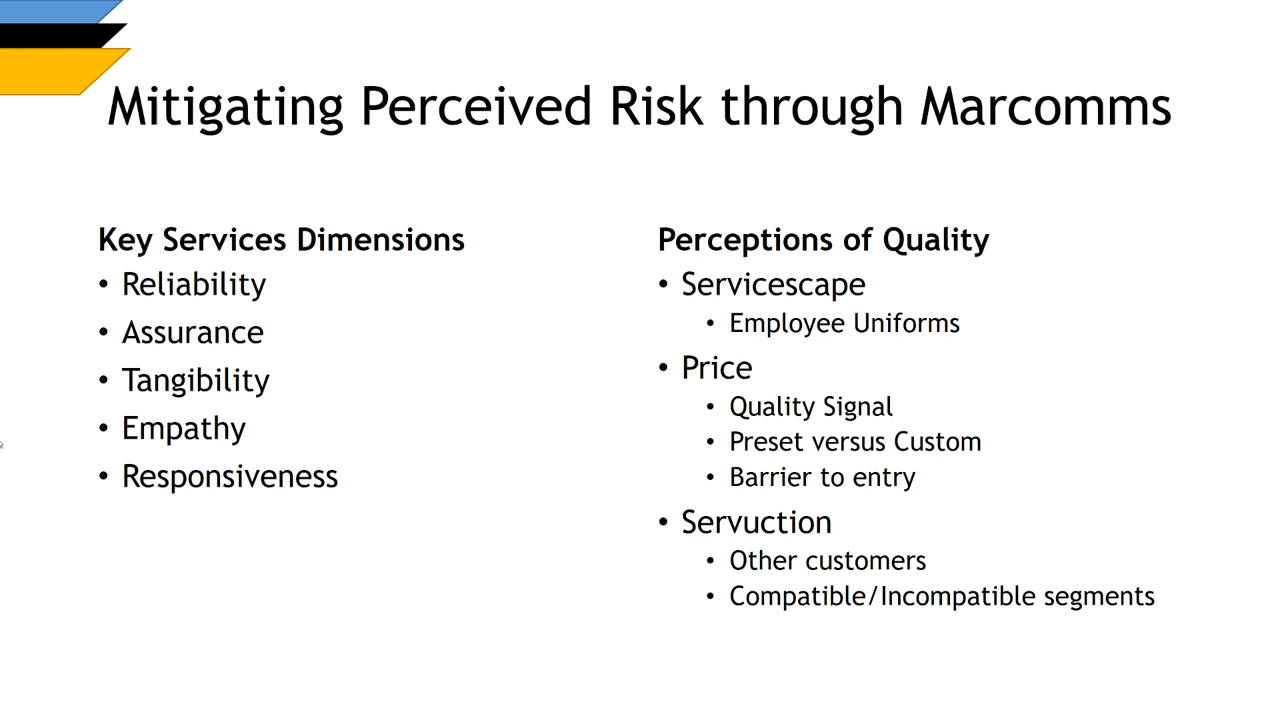 Mitigating Perceived Risk through Marcomms
Key Services Dimensions
• Reliability
• Assurance
• Tangibility
• Empathy
• Responsiveness
Perceptions of Quality
• Servicescape
• Employee Uniforms
• Price
• Quality Signal
• Preset versus Custom
• Barrier to entry
• Servuction
• Other customers
• Compatible/Incompatible segments